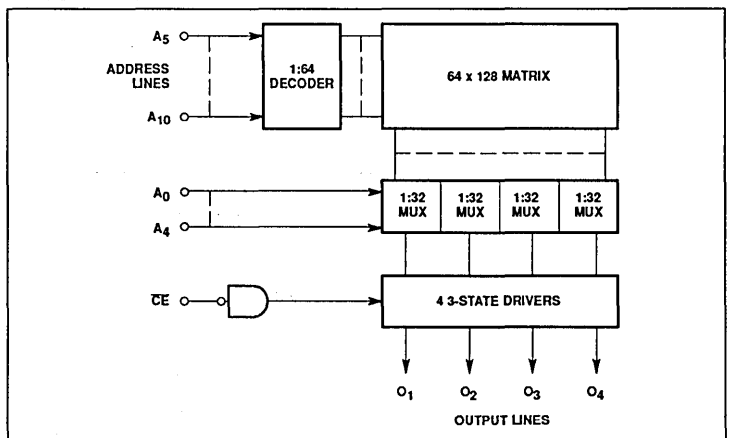 A5
ADDRESS
LINES
A10
1:64
DECODER
64 x 128 MATRIX
A0
A4
1:32
MUX
1:32
MUX
1:32
MUX
1:32
MUX
CE
4 3-STATE DRIVERS
O1
O2
O3
O4
OUTPUT LINES